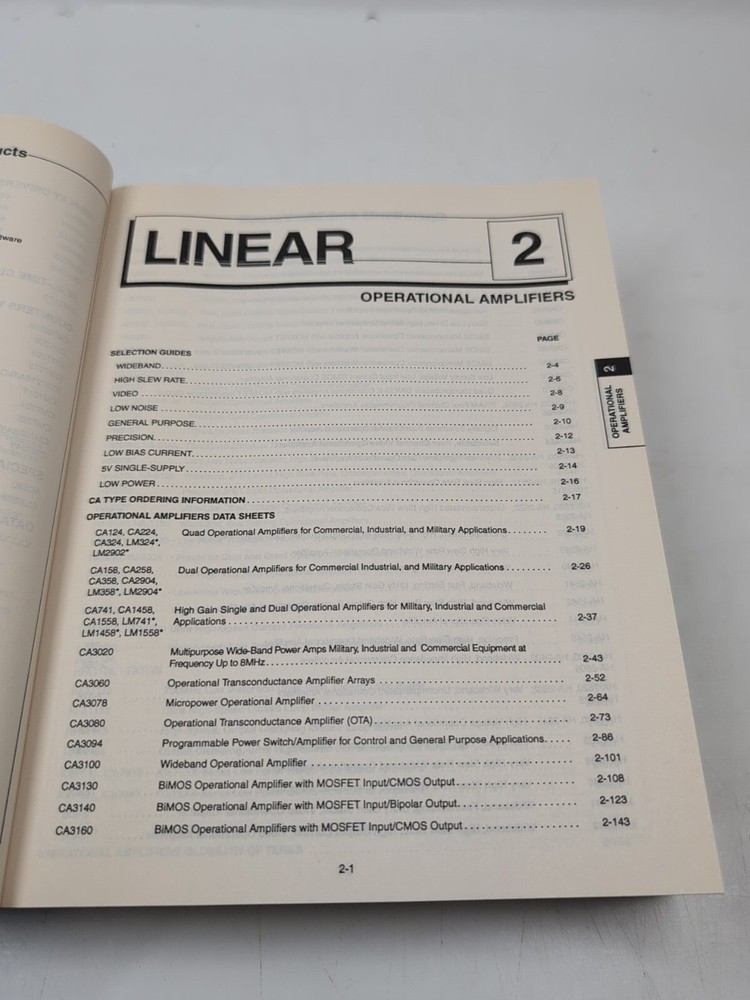 LINEAR 2
OPERATIONAL AMPLIFIERS
PAGE
SELECTION GUIDES
WIDEBAND 2-4
HIGH SLEW RATE 2-6
VIDEO 2-8
LOW NOISE 2-9
GENERAL PURPOSE 2-10
PRECISION 2-12
LOW BIAS CURRENT 2-13
5V SINGLE-SUPPLY 2-14
LOW POWER 2-16
CA TYPE ORDERING INFORMATION 2-17
OPERATIONAL AMPLIFIERS DATA SHEETS
CA124, CA224, Quad Operational Amplifiers for Commercial, Industrial, and Military Applications 2-19
CA324, LM324*,
LM2902*
CA158, CA258, Dual Operational Amplifiers for Commercial, Industrial, and Military Applications 2-26
CA358, CA2904,
LM358*, LM2904*
CA741, CA1458, High Gain Single and Dual Operational Amplifiers for Military, Industrial and Commercial
CA1558, LM741*, Applications 2-37
LM1458*, LM1558*
CA3020 Multipurpose Wide-Band Power Amps Military, Industrial and Commercial Equipment at
Frequency Up to 8MHz 2-43
CA3060 Operational Transconductance Amplifier Arrays 2-52
CA3078 Micropower Operational Amplifier 2-64
CA3080 Operational Transconductance Amplifier (OTA) 2-73
CA3094 Programmable Power Switch/Amplifier for Control and General Purpose Applications 2-86
CA3100 Wideband Operational Amplifier 2-101
CA3130 BiMOS Operational Amplifier with MOSFET Input/CMOS Output 2-108
CA3140 BiMOS Operational Amplifier with MOSFET Input/Bipolar Output 2-123
CA3160 BiMOS Operational Amplifiers with MOSFET Input/CMOS Output 2-143
2-1
2
OPERATIONAL
AMPLIFIERS